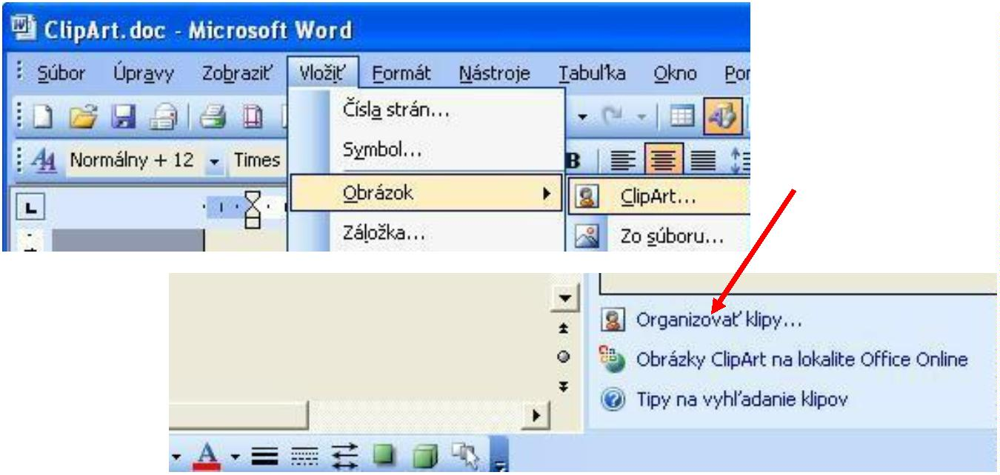 ClipArt.doc - Microsoft Word
Súbor Úpravy Zobraziť Vložiť Formát Nástroje Tabuľka Okno
Čísla strán...
Symbol...
Normálny + 12 Times B
Obrázok ClipArt...
Záložka... Zo súboru...
Organizovať klipy...
Obrázky ClipArt na lokalite Office Online
Tipy na vyhľadanie klipov